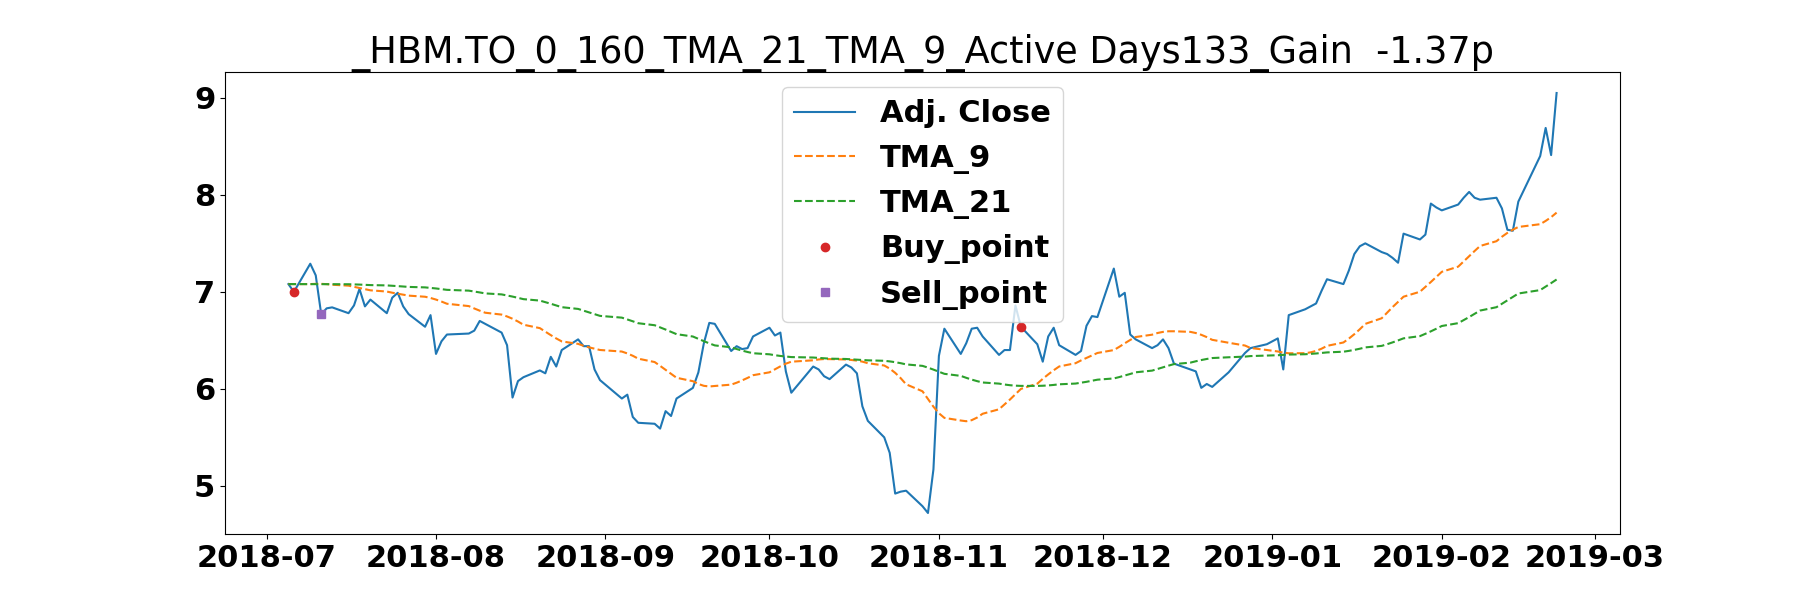 _HBM.TO_0_160_TMA_21_TMA_9_Active Days133_Gain  -1.37p
9
8
7
6
5
Adj. Close
TMA_9
TMA_21
Buy_point
Sell_point
2018-07 2018-08 2018-09 2018-10 2018-11 2018-12 2019-01 2019-02 2019-03